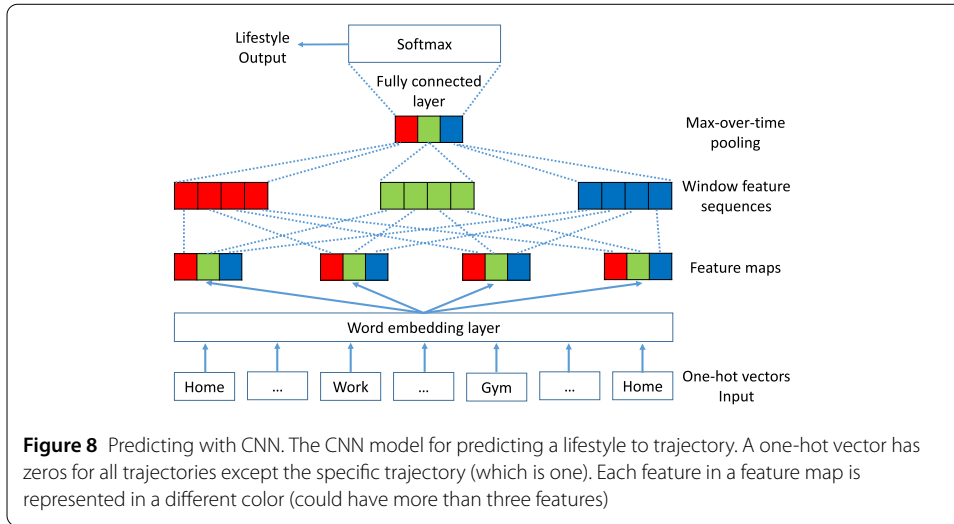 Lifestyle
Output
Softmax
Fully connected
layer
Max-over-time
pooling
Window feature
sequences
Feature maps
Word embedding layer
Home
...
Work
...
Gym
...
Home
One-hot vectors
Input
Figure 8 Predicting with CNN. The CNN model for predicting a lifestyle to trajectory. A one-hot vector has
zeros for all trajectories except the specific trajectory (which is one). Each feature in a feature map is
represented in a different color (could have more than three features)